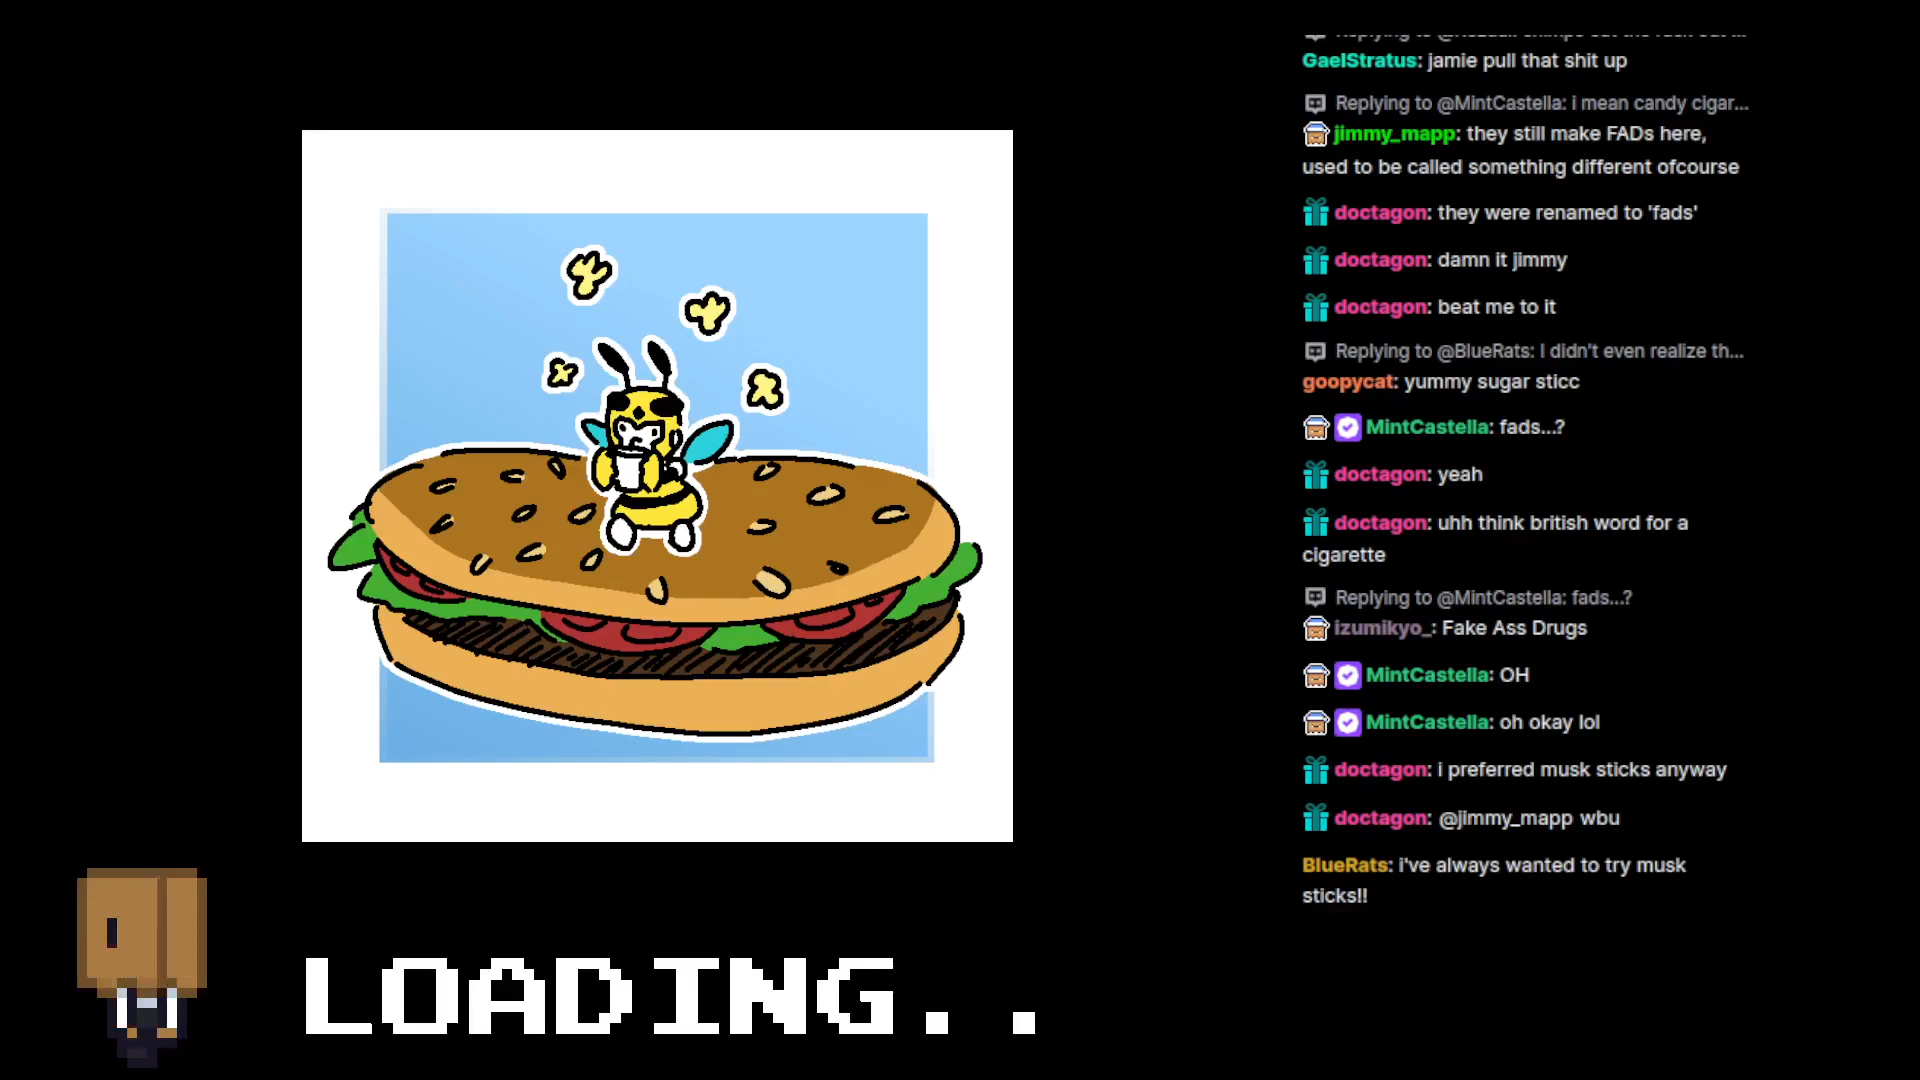 GaelStratus: jamie pull that shit up
Replying to @MintCastella: i mean candy cigar...
jimmy_mapp: they still make FADs here,
used to be called something different ofcourse
doctagon: they were renamed to 'fads'
doctagon: damn it jimmy
doctagon: beat me to it
Replying to @BlueRats: I didn't even realize th...
goopycat: yummy sugar sticc
MintCastella: fads...?
doctagon: yeah
doctagon: uhh think british word for a
cigarette
Replying to @MintCastella: fads...?
izumikyo_: Fake Ass Drugs
MintCastella: OH
MintCastella: oh okay lol
doctagon: i preferred musk sticks anyway
doctagon: @jimmy_mapp wbu
BlueRats: i've always wanted to try musk
sticks!!
LOADING..